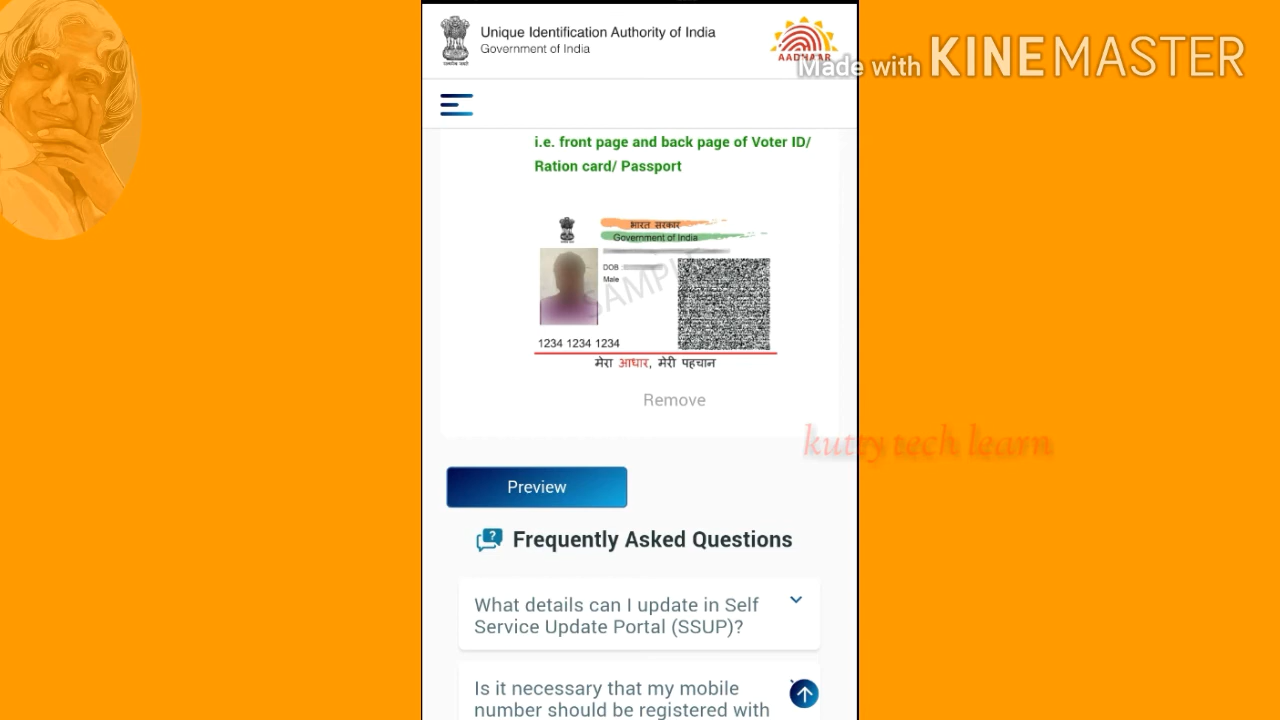 Unique Identification Authority of India
Government of India
AADHAAR
Made with KINEMASTER
i.e. front page and back page of Voter ID/
Ration card/ Passport
भारत सरकार
Government of India
DOB :
Male
SAMPLE
1234 1234 1234
मेरा आधार, मेरी पहचान
Remove
kutty tech learn
Preview
Frequently Asked Questions
What details can I update in Self
Service Update Portal (SSUP)?
Is it necessary that my mobile
number should be registered with